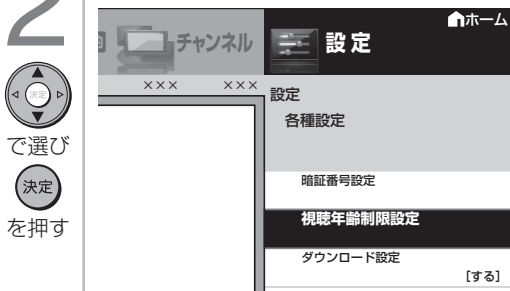 2
決定
で選び
決定
を押す
チャンネル
設定
ホーム
×××
×××
設定
各種設定
暗証番号設定
視聴年齢制限設定
ダウンロード設定
[する]